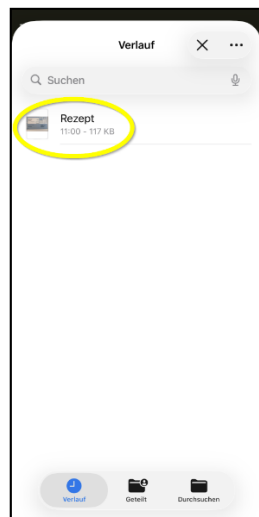 Verlauf
Suchen
Rezept
11:00 - 117 KB
Verlauf
Geteilt
Durchsuchen